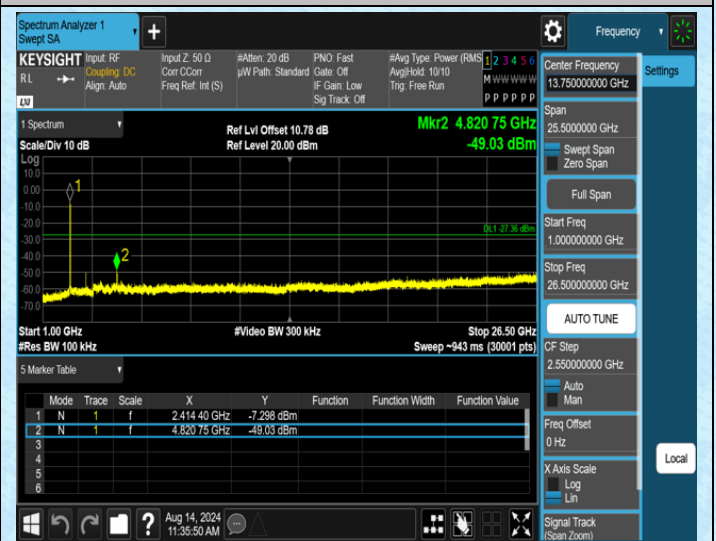 Spectrum Analyzer 1
Swept SA
+
Frequency
KEYSIGHT
RL
LXI
Input: RF
Coupling: DC
Align: Auto
Input Z: 50 Ω
Corr CCorr
Freq Ref: Int (S)
#Atten: 20 dB
µW Path: Standard
PNO: Fast
Gate: Off
IF Gain: Low
Sig Track: Off
#Avg Type: Power (RMS
Avg|Hold: 10/10
Trig: Free Run
1 2 3 4 5 6
M W W W W W
P P P P P P
1 Spectrum
Scale/Div 10 dB
Ref Lvl Offset 10.78 dB
Ref Level 20.00 dBm
Mkr2 4.820 75 GHz
-49.03 dBm
Log
10.0
0.00
-10.0
-20.0
-30.0
-40.0
-50.0
-60.0
-70.0
1
2
DL1 -27.36 dBm
Start 1.00 GHz
#Res BW 100 kHz
#Video BW 300 kHz
Stop 26.50 GHz
Sweep ~943 ms (30001 pts)
5 Marker Table
Mode Trace Scale X Y Function Function Width Function Value
1 N 1 f 2.414 40 GHz -7.298 dBm
2 N 1 f 4.820 75 GHz -49.03 dBm
3
4
5
6
?
Aug 14, 2024
11:35:50 AM
Center Frequency
13.750000000 GHz
Span
25.5000000 GHz
Swept Span
Zero Span
Full Span
Start Freq
1.000000000 GHz
Stop Freq
26.500000000 GHz
AUTO TUNE
CF Step
2.550000000 GHz
Auto
Man
Freq Offset
0 Hz
X Axis Scale
Log
Lin
Signal Track
(Span Zoom)
Settings
Local